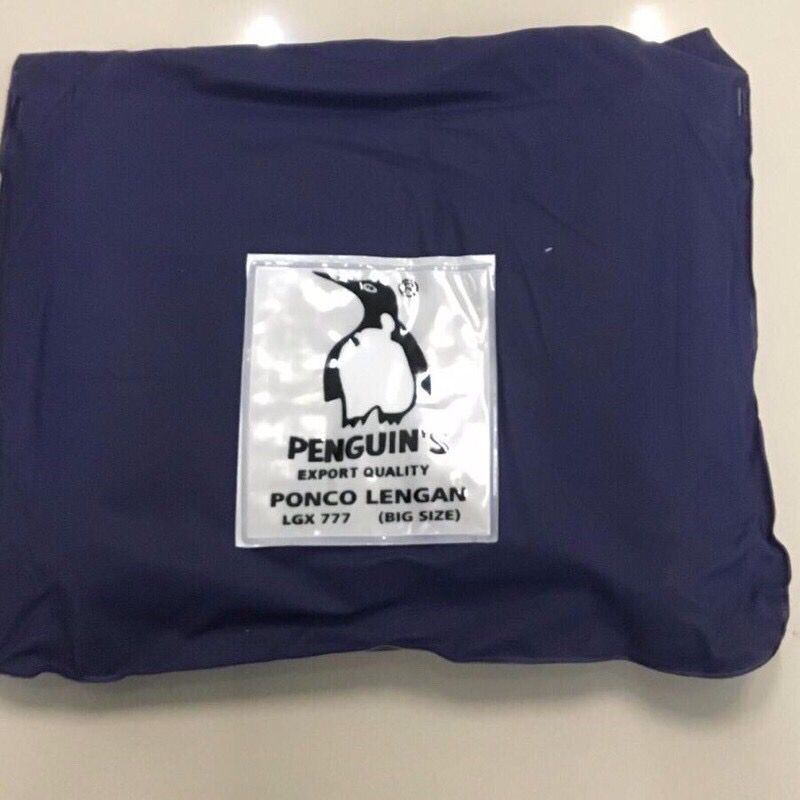 ®
PENGUIN'S
EXPORT QUALITY
PONCO LENGAN
LGX 777 (BIG SIZE)